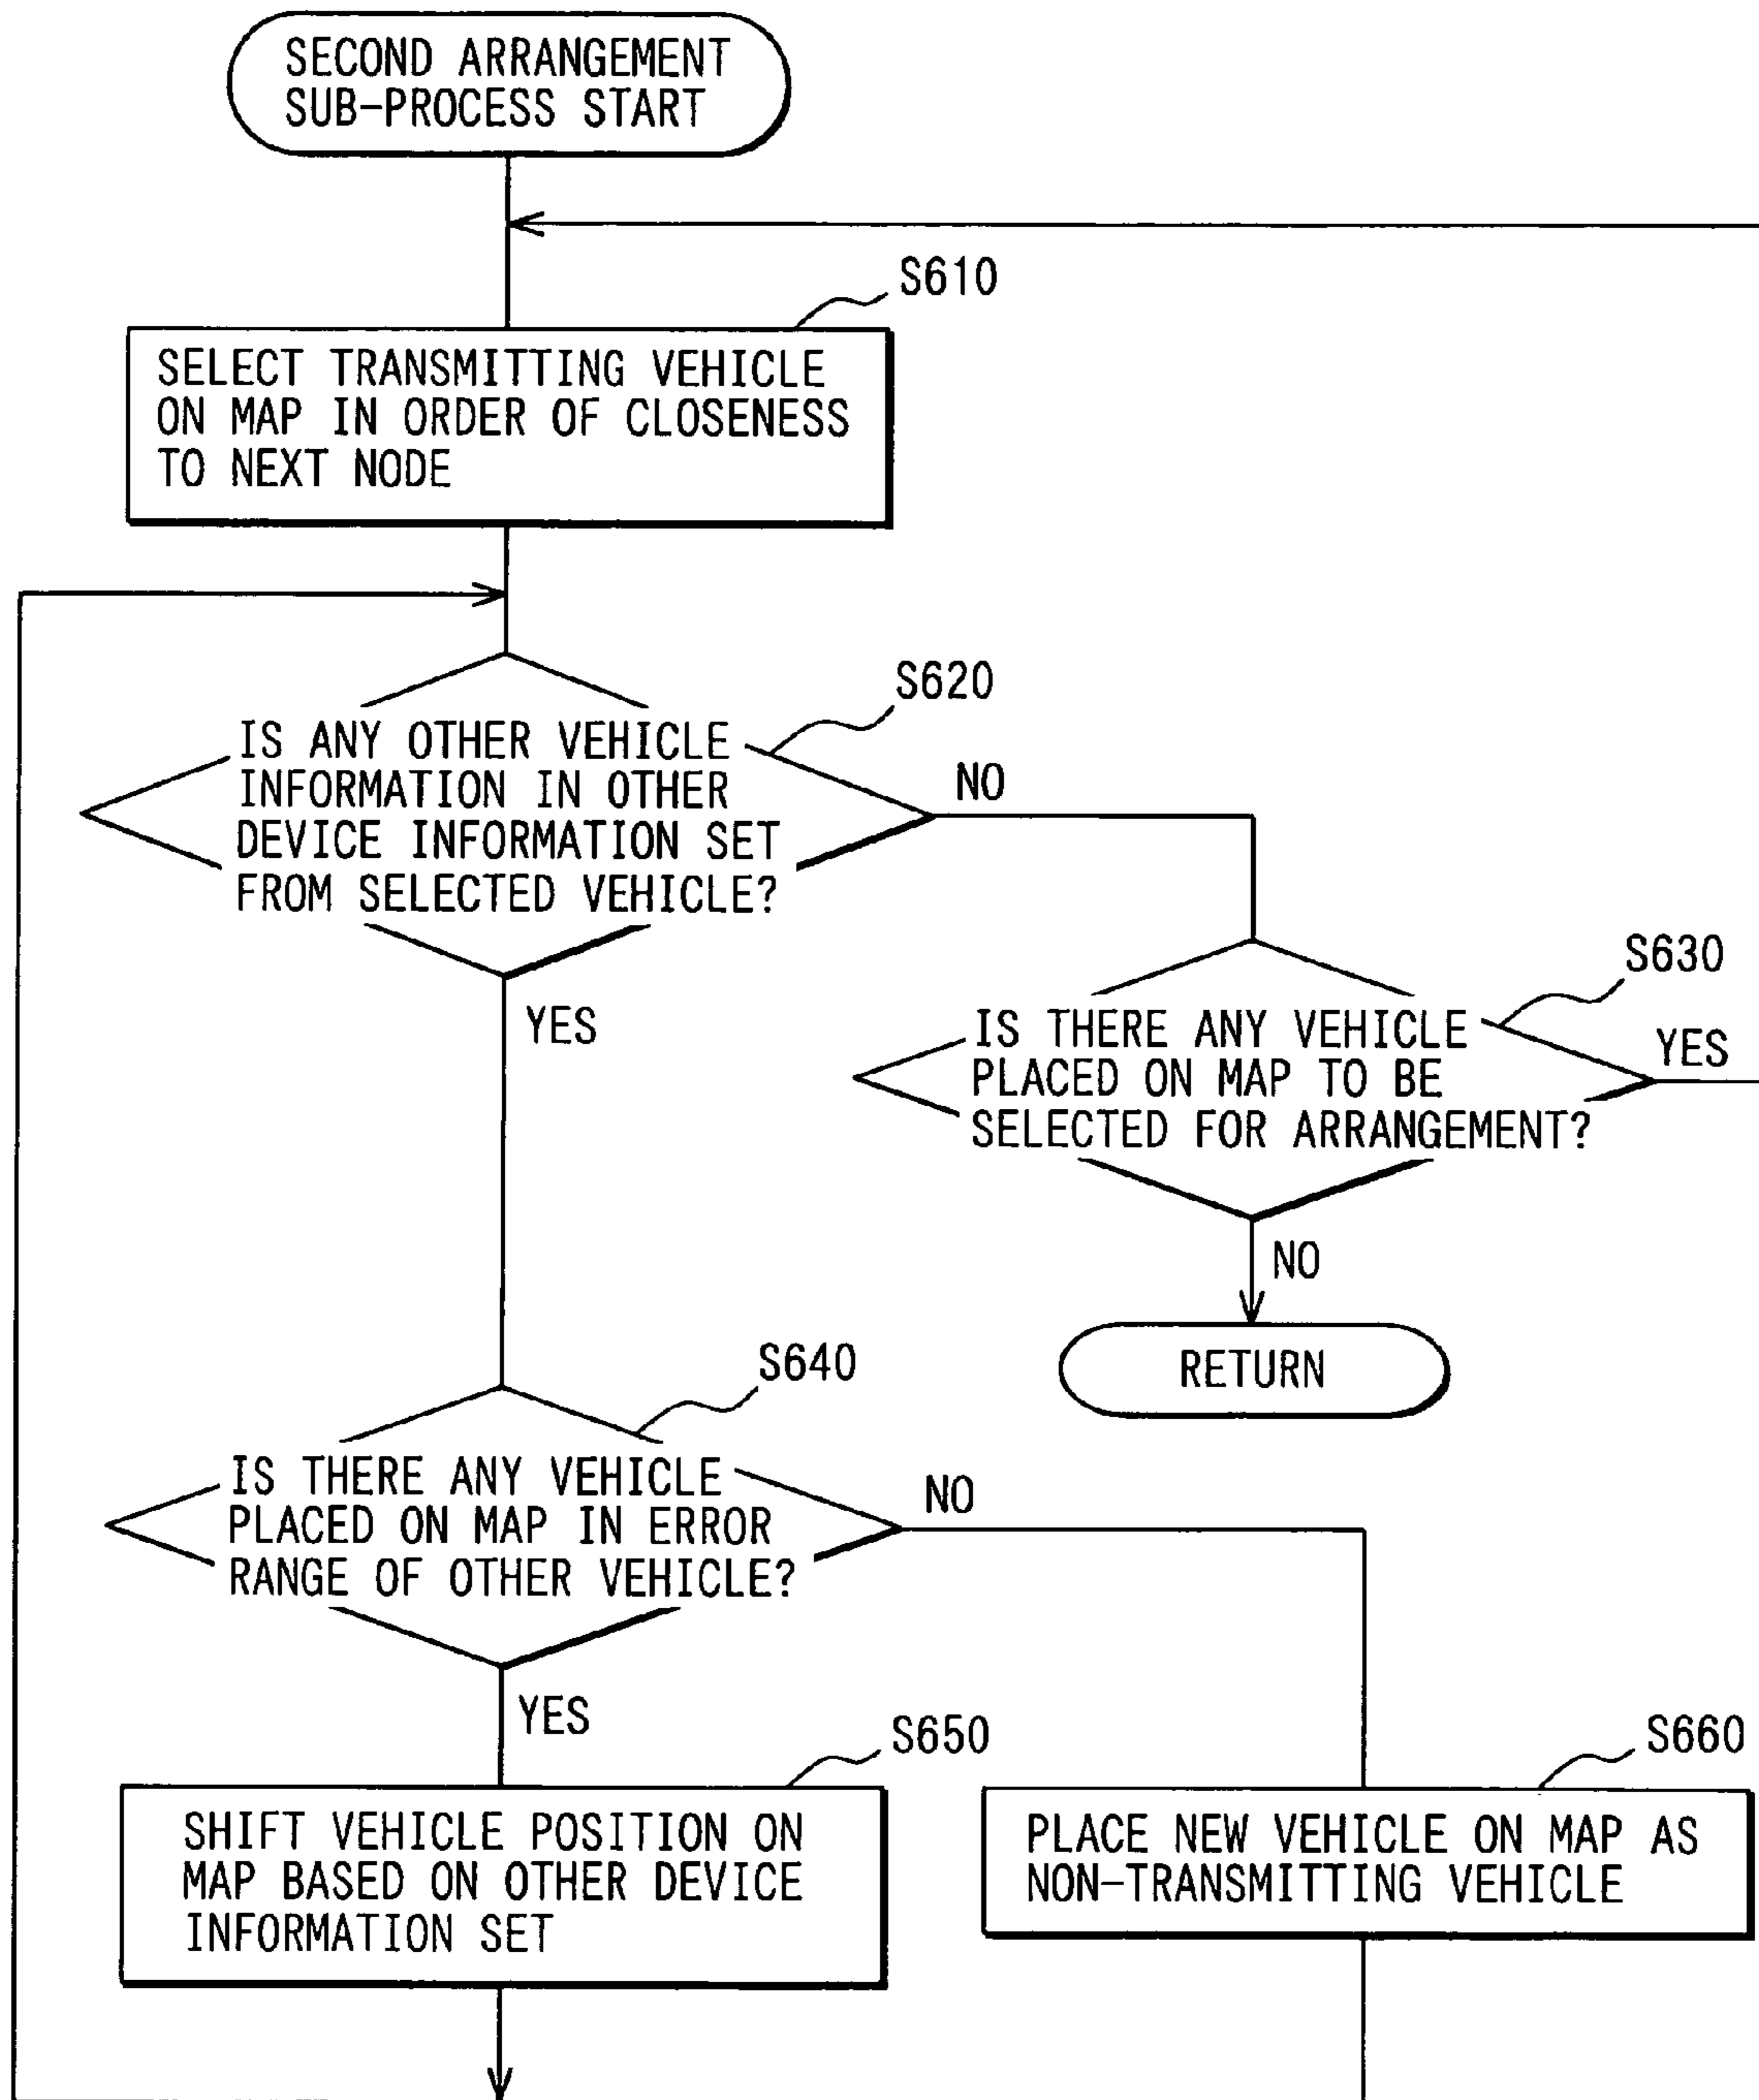 SECOND ARRANGEMENT
SUB-PROCESS START
S610
SELECT TRANSMITTING VEHICLE
ON MAP IN ORDER OF CLOSENESS
TO NEXT NODE
S620
IS ANY OTHER VEHICLE
INFORMATION IN OTHER
DEVICE INFORMATION SET
FROM SELECTED VEHICLE?
NO
YES
S630
IS THERE ANY VEHICLE
PLACED ON MAP TO BE
SELECTED FOR ARRANGEMENT?
YES
NO
RETURN
S640
IS THERE ANY VEHICLE
PLACED ON MAP IN ERROR
RANGE OF OTHER VEHICLE?
NO
YES
S650
SHIFT VEHICLE POSITION ON
MAP BASED ON OTHER DEVICE
INFORMATION SET
S660
PLACE NEW VEHICLE ON MAP AS
NON-TRANSMITTING VEHICLE